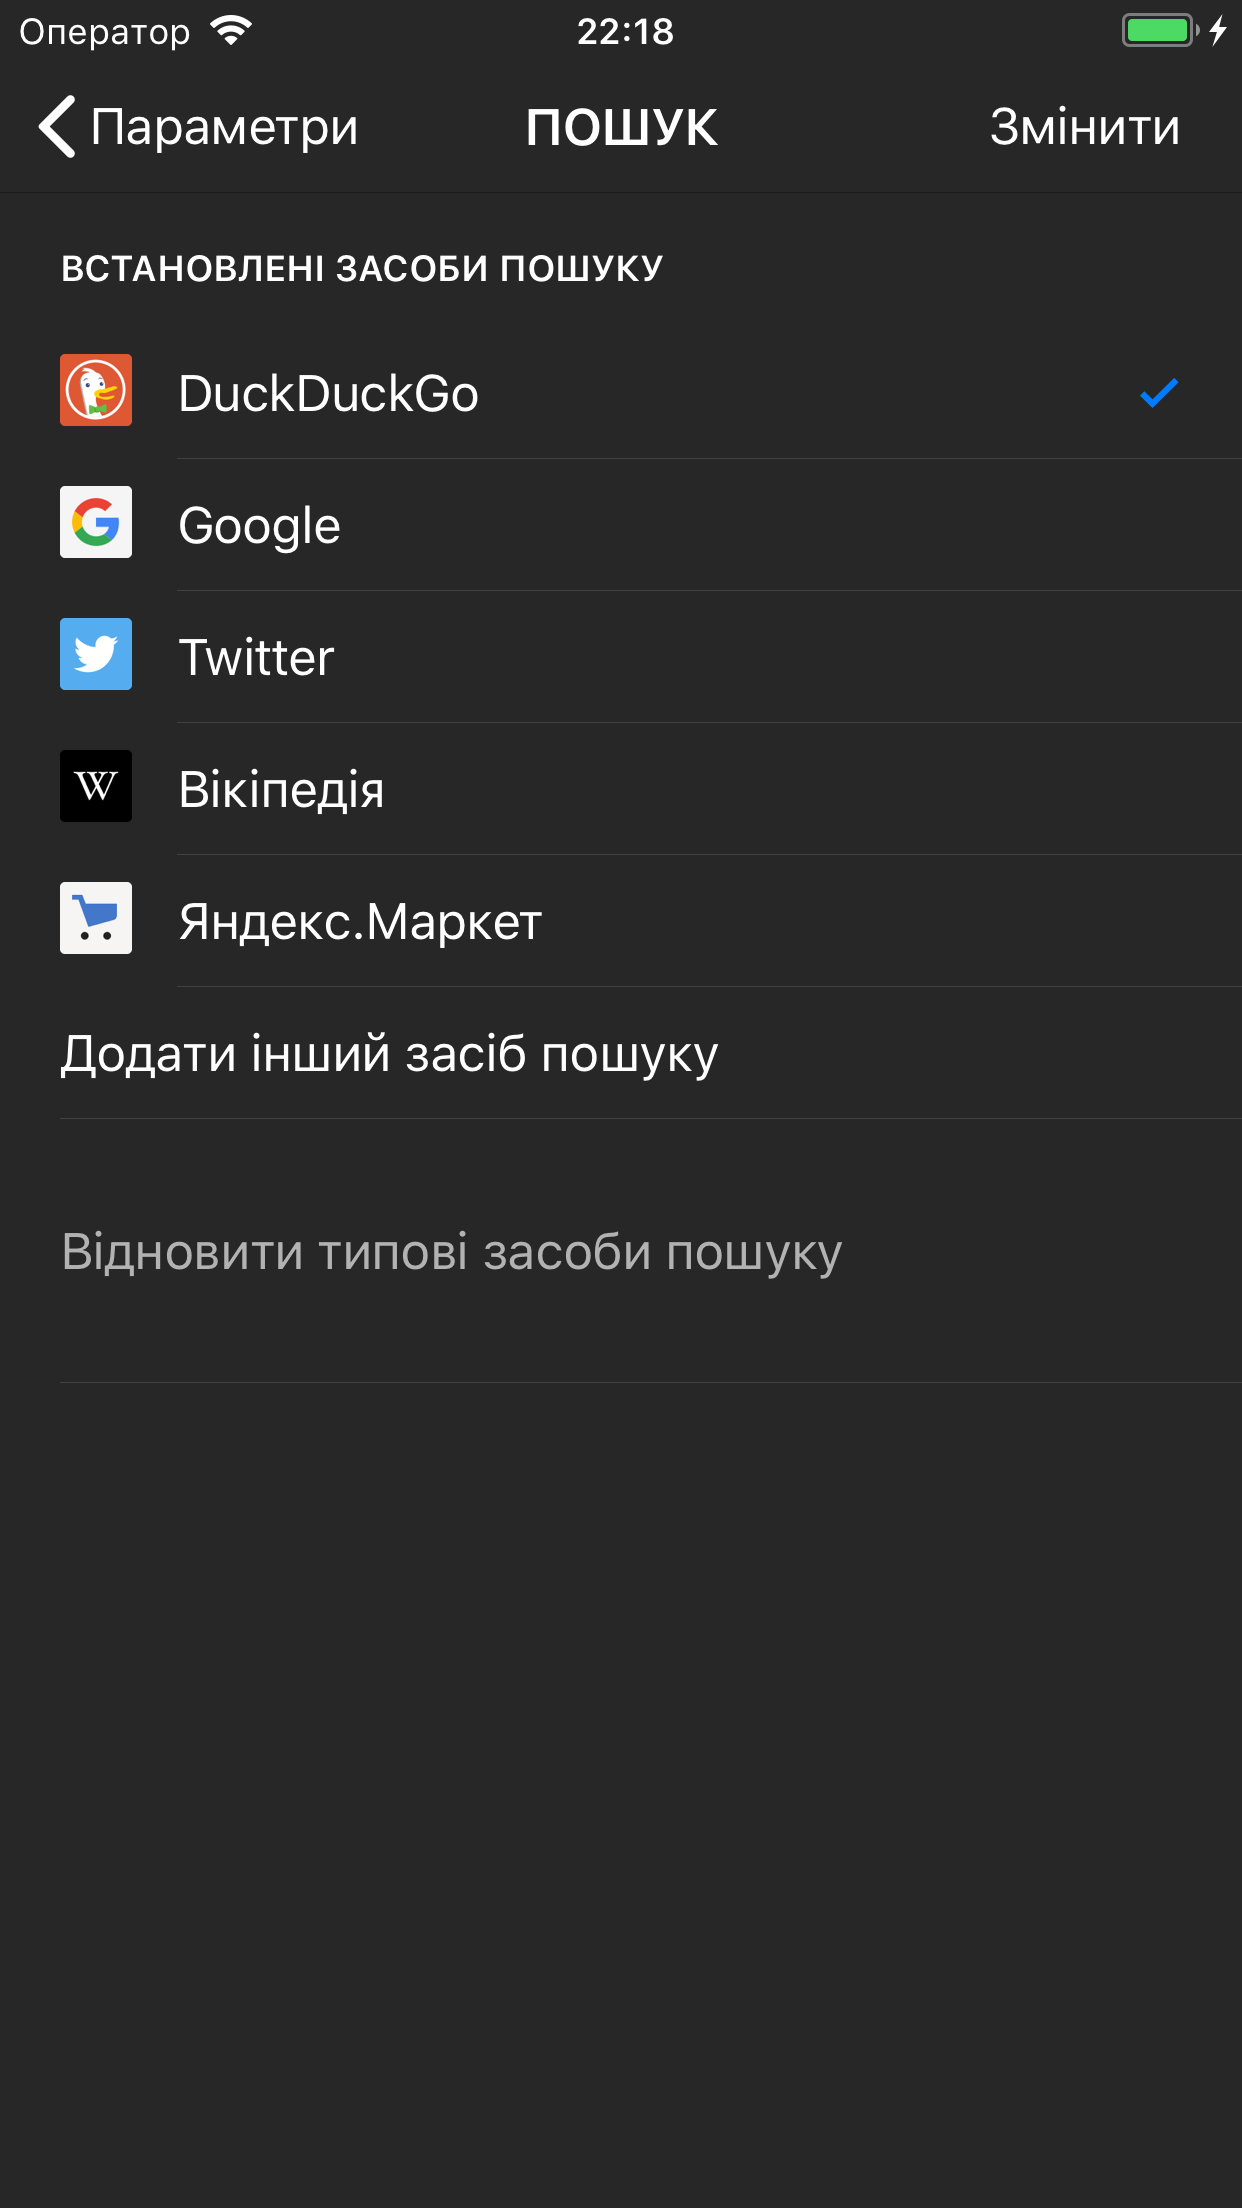 Оператор 22:18
Параметри ПОШУК Змінити
ВСТАНОВЛЕНІ ЗАСОБИ ПОШУКУ
DuckDuckGo
Google
Twitter
W Вікіпедія
Яндекс.Маркет
Додати інший засіб пошуку
Відновити типові засоби пошуку